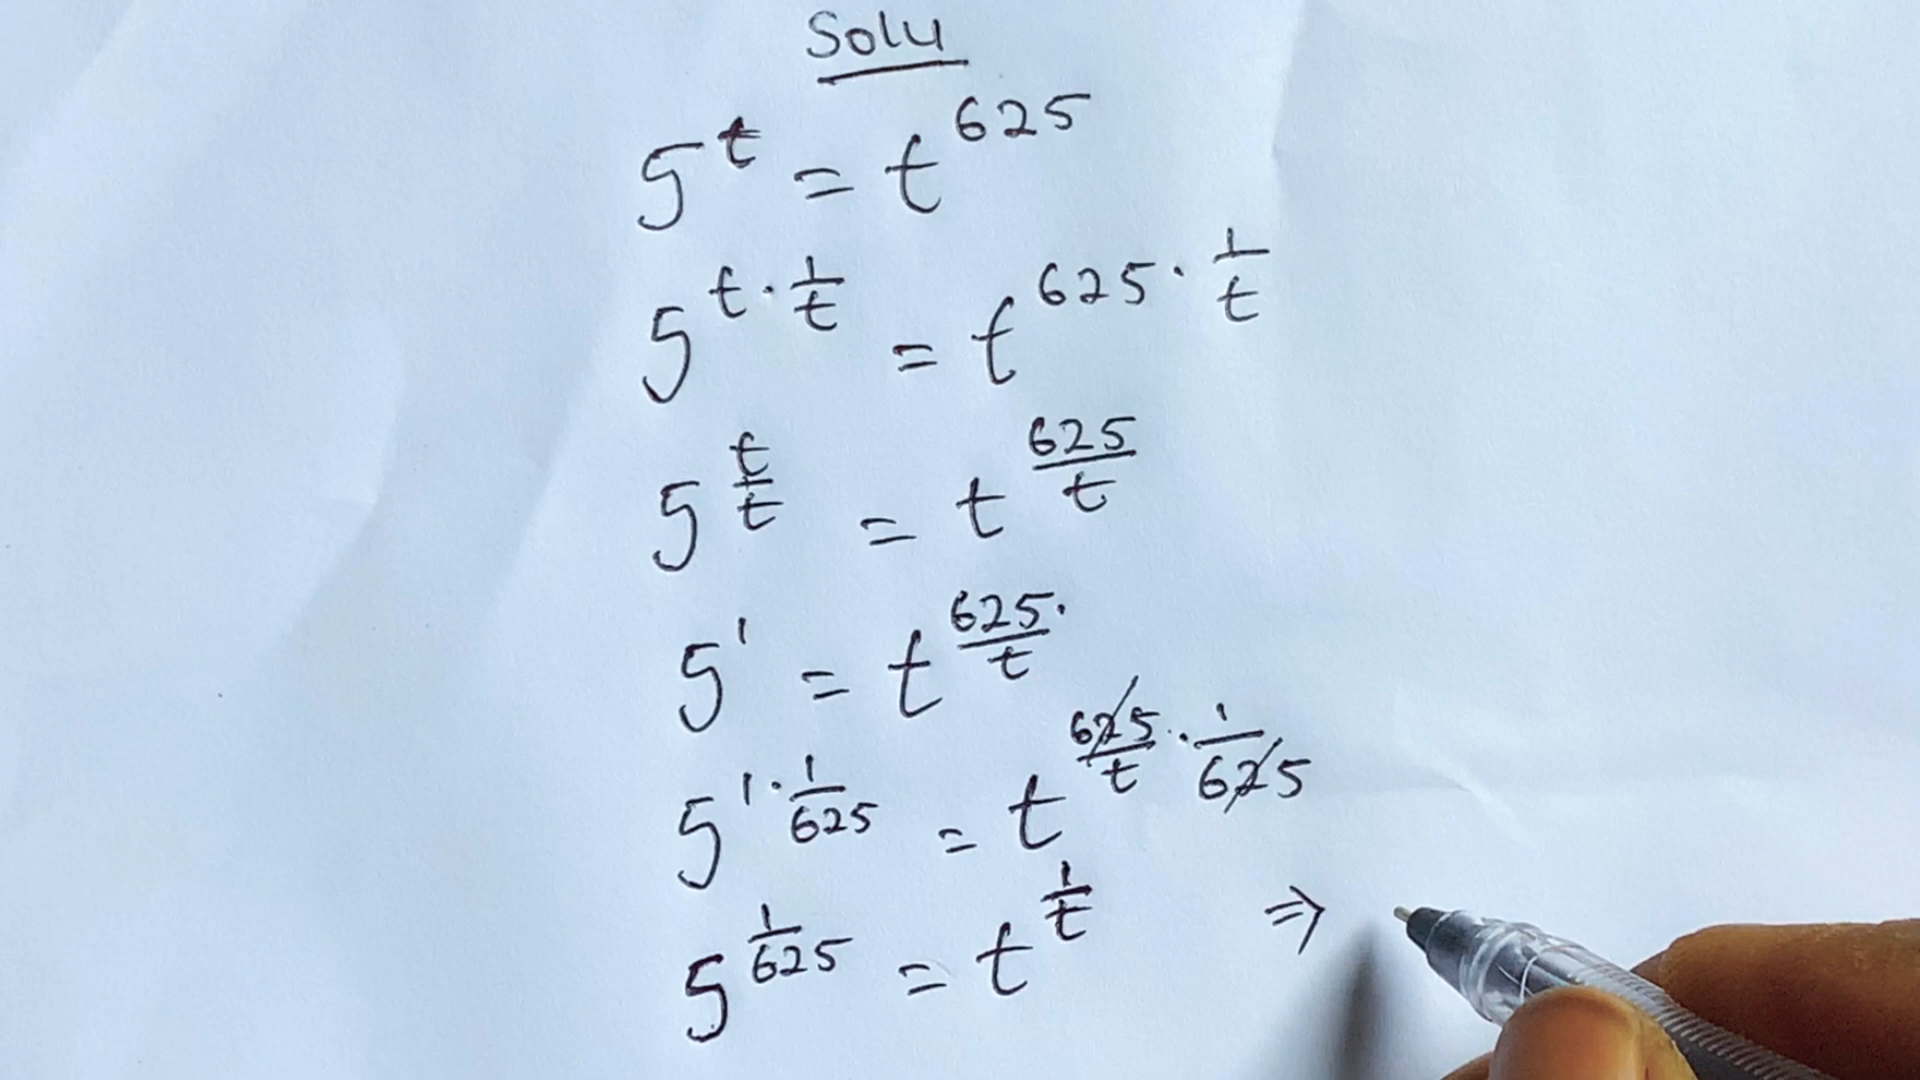 Solu
5^t = t^625
5^(t · 1/t) = t^(625 · 1/t)
5^(t/t) = t^(625/t)
5^1 = t^(625/t) ·
5^(1 · 1/625) = t^(625/t · 1/625)
5^(1/625) = t^(1/t) ⇒